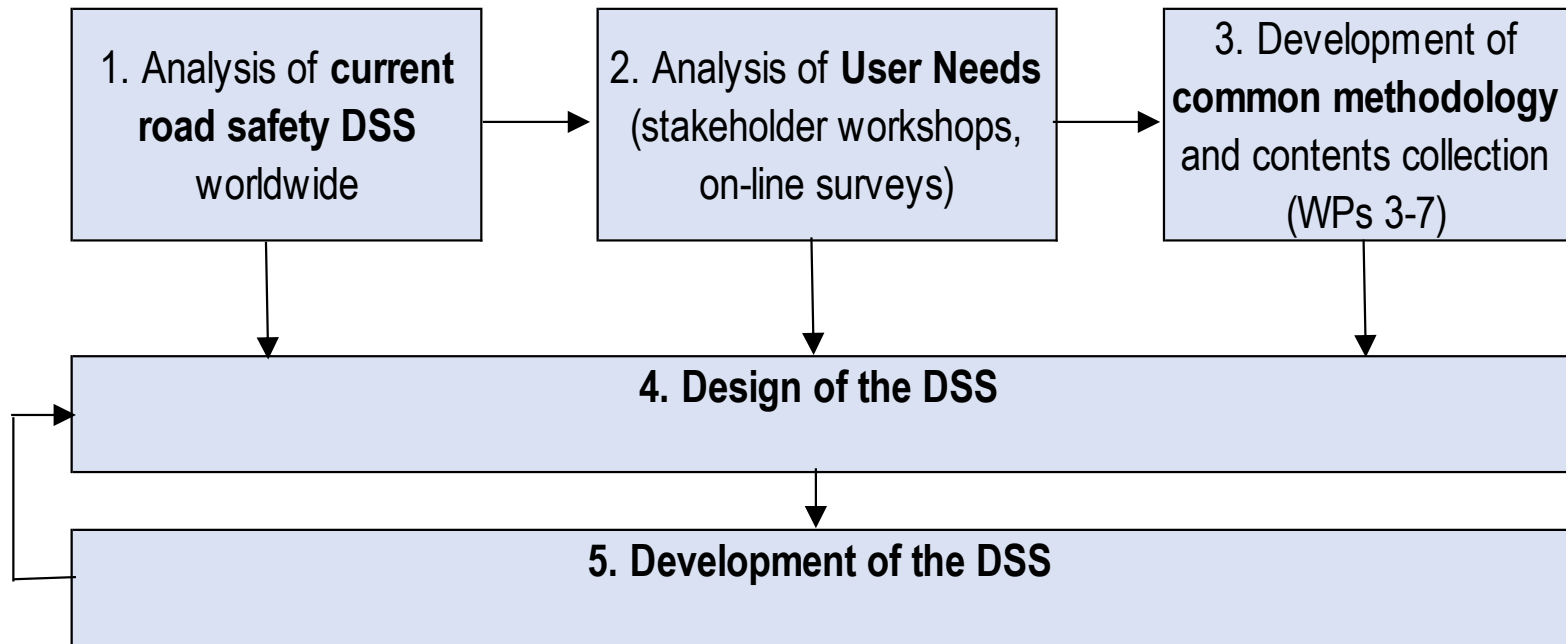 1. Analysis of current
road safety DSS
worldwide
2. Analysis of User Needs
(stakeholder workshops,
on-line surveys)
3. Development of
common methodology
and contents collection
(WPs 3-7)
4. Design of the DSS
5. Development of the DSS